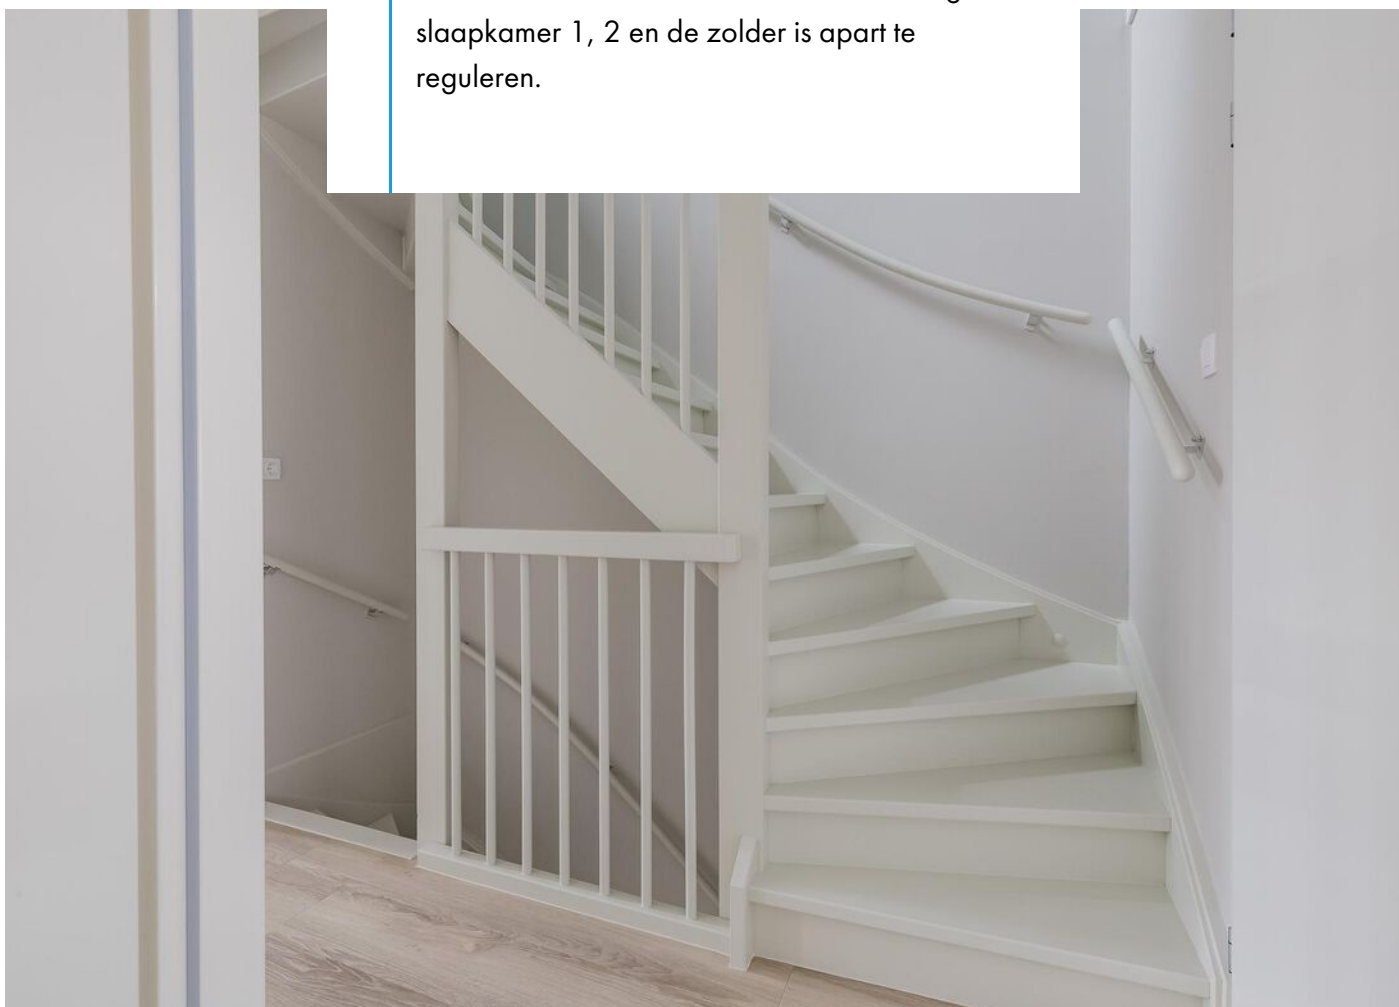 slaapkamer 1, 2 en de zolder is apart te
reguleren.